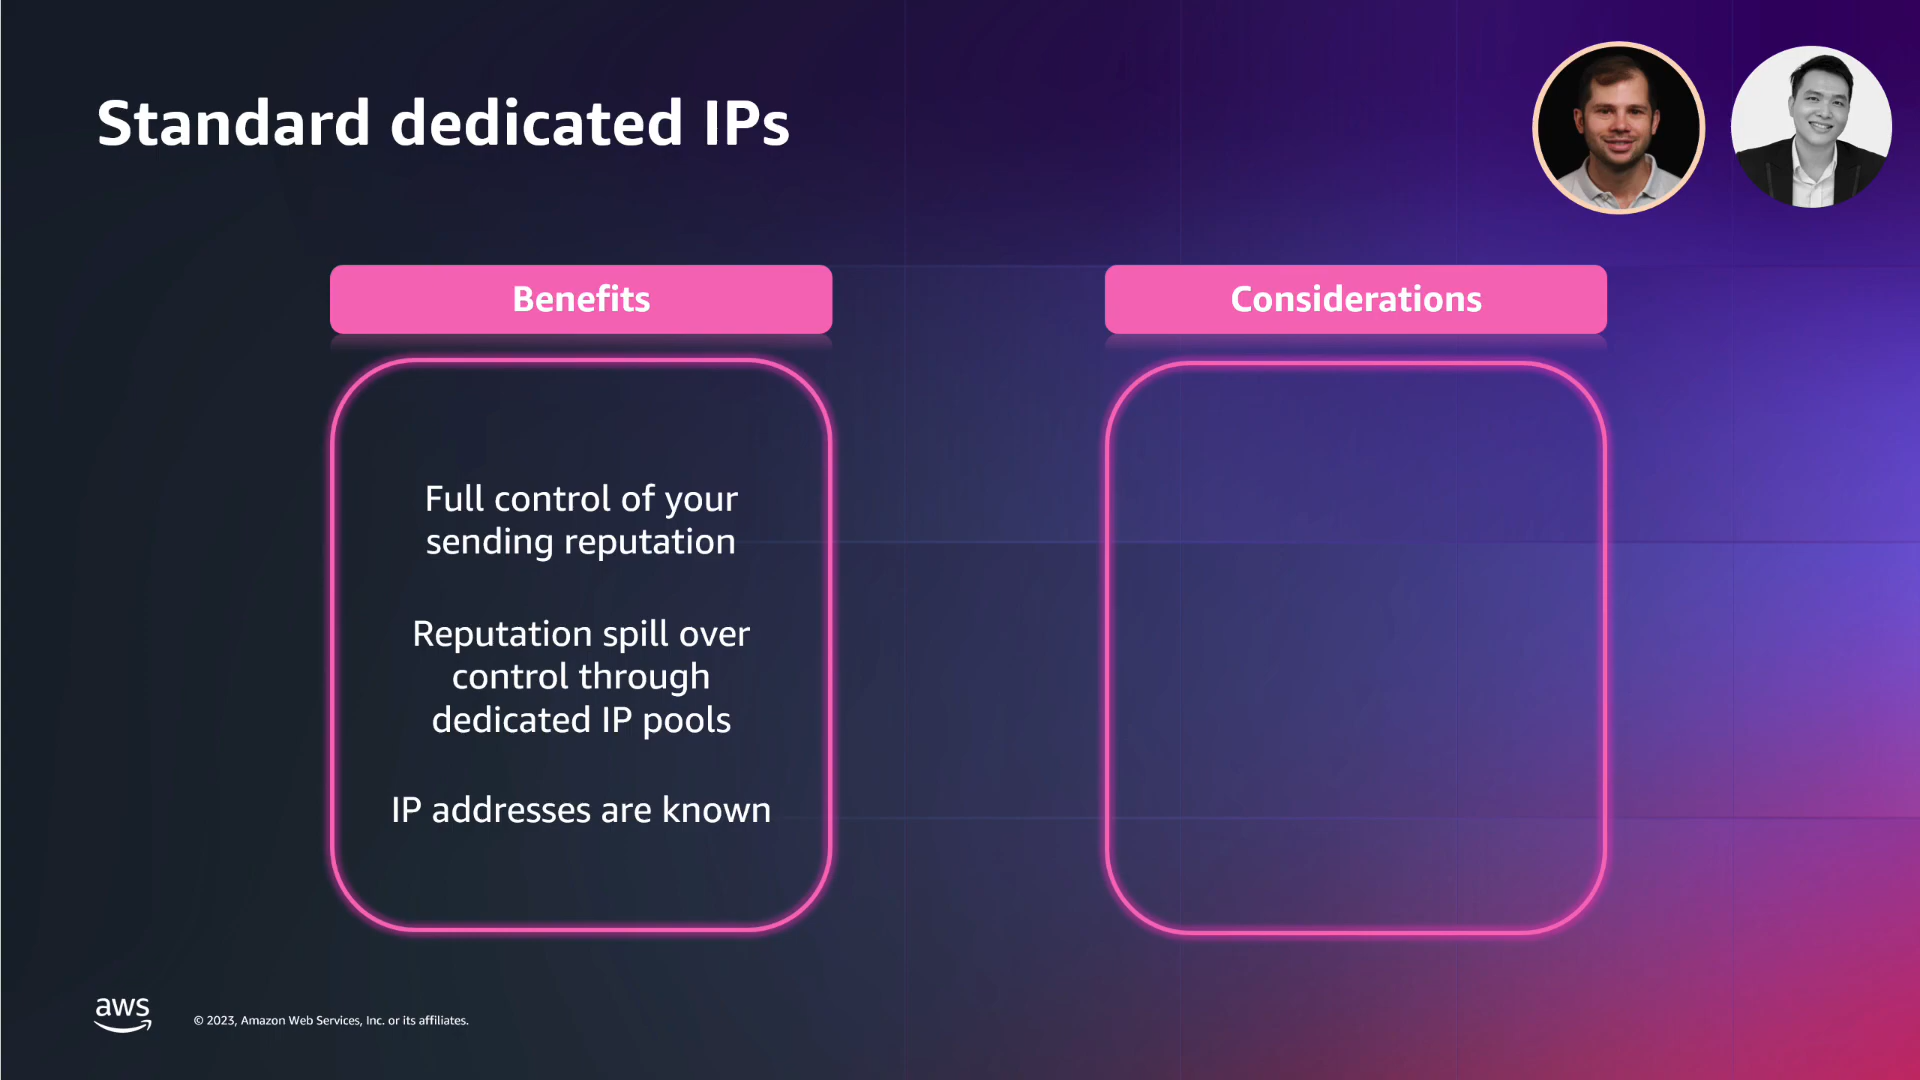 Standard dedicated IPs
Benefits
Considerations
Full control of your
sending reputation
Reputation spill over
control through
dedicated IP pools
IP addresses are known
aws
© 2023, Amazon Web Services, Inc. or its affiliates.